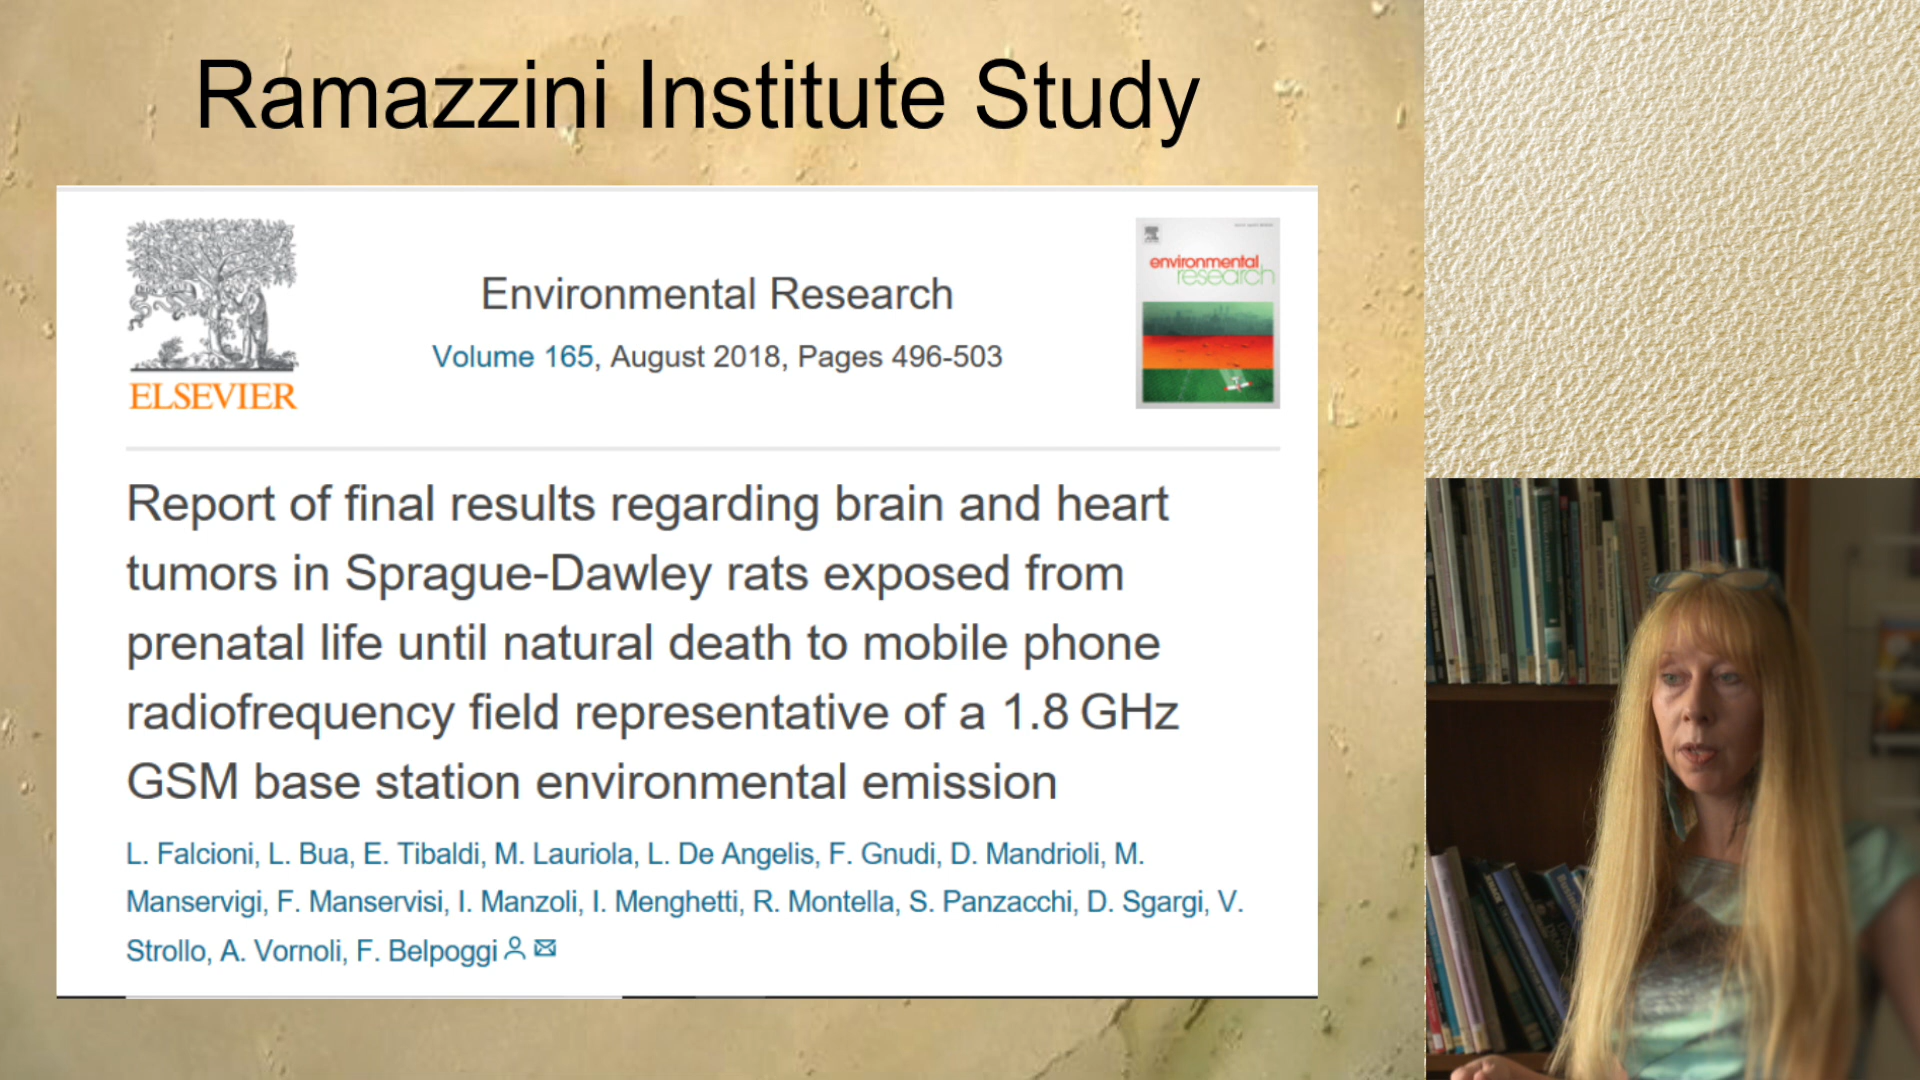 Ramazzini Institute Study
ELSEVIER
Environmental Research
Volume 165, August 2018, Pages 496-503
environmental
research
Report of final results regarding brain and heart
tumors in Sprague-Dawley rats exposed from
prenatal life until natural death to mobile phone
radiofrequency field representative of a 1.8 GHz
GSM base station environmental emission
L. Falcioni, L. Bua, E. Tibaldi, M. Lauriola, L. De Angelis, F. Gnudi, D. Mandrioli, M.
Manservigi, F. Manservisi, I. Manzoli, I. Menghetti, R. Montella, S. Panzacchi, D. Sgargi, V.
Strollo, A. Vornoli, F. Belpoggi